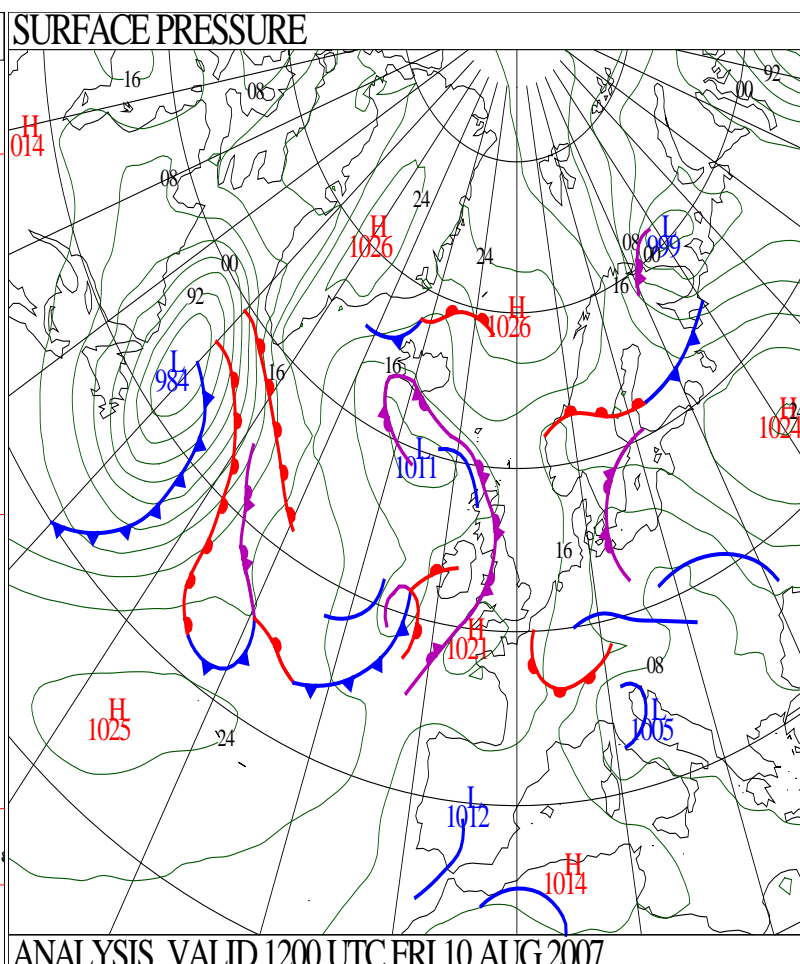 SURFACE PRESSURE
92
16
08
00
H
014
08
24
H
1026
L
999
08
00
24
16
00
92
H
1026
L
984
16
16
H
1024
L
1011
16
H
1021
08
H
1025
24
L
1005
L
1012
H
1014
ANALYSIS VALID 1200 UTC FRI 10 AUG 2007